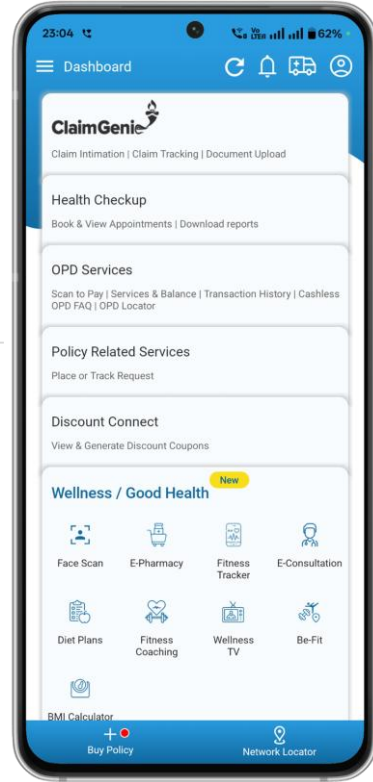 23:04
Vo LTE 62%
Dashboard
ClaimGenie
Claim Intimation | Claim Tracking | Document Upload
Health Checkup
Book & View Appointments | Download reports
OPD Services
Scan to Pay | Services & Balance | Transaction History | Cashless
OPD FAQ | OPD Locator
Policy Related Services
Place or Track Request
Discount Connect
View & Generate Discount Coupons
New
Wellness / Good Health
Face Scan
E-Pharmacy
Fitness
Tracker
E-Consultation
Diet Plans
Fitness
Coaching
Wellness
TV
Be-Fit
BMI Calculator
Buy Policy
Network Locator